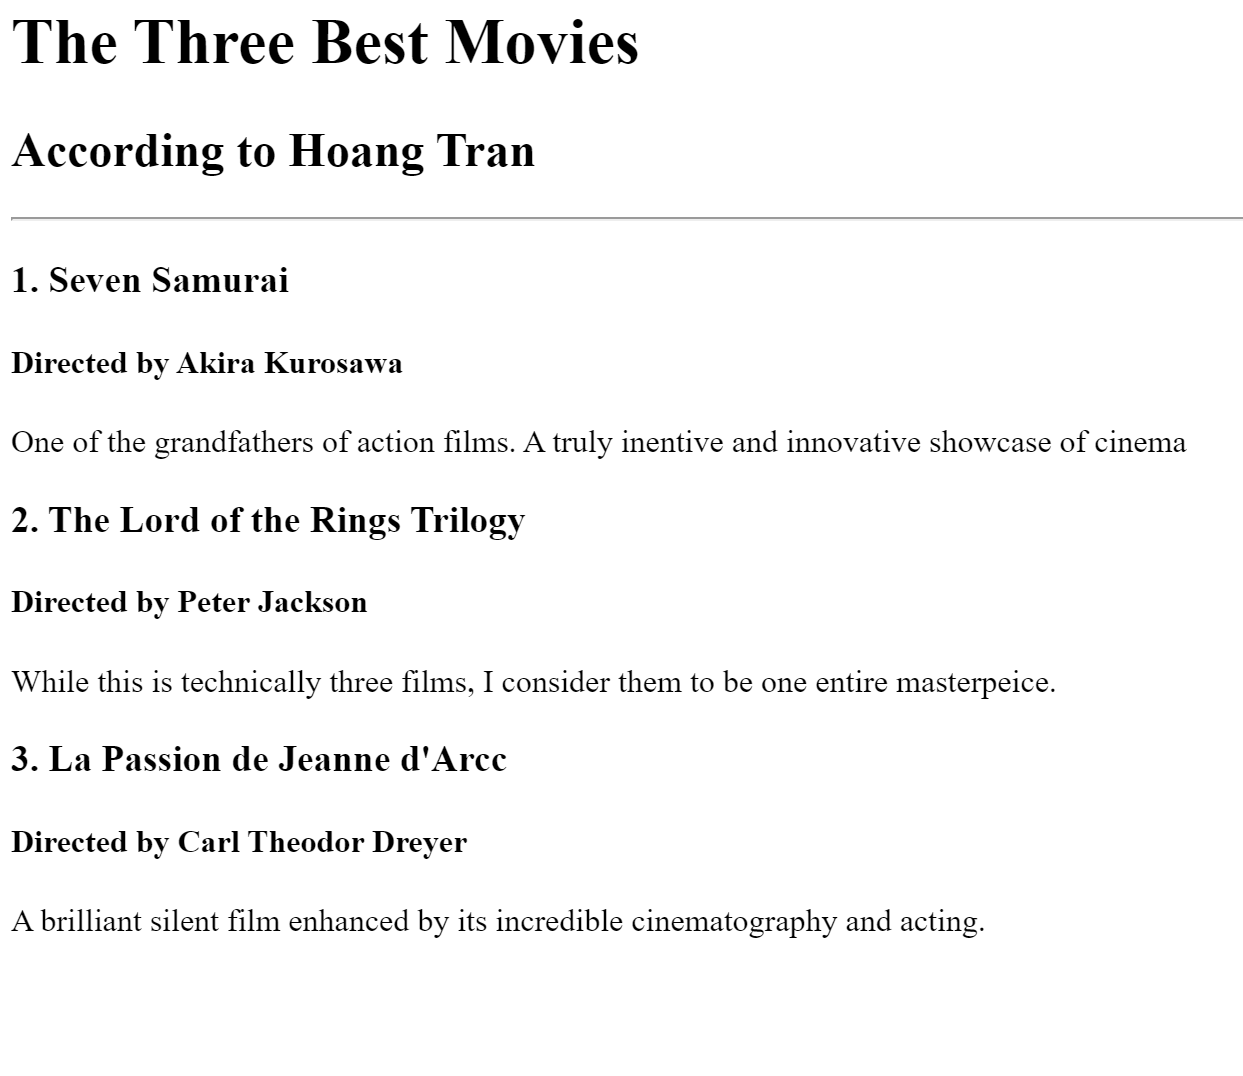 The Three Best Movies
According to Hoang Tran
1. Seven Samurai
Directed by Akira Kurosawa
One of the grandfathers of action films. A truly inentive and innovative showcase of cinema
2. The Lord of the Rings Trilogy
Directed by Peter Jackson
While this is technically three films, I consider them to be one entire masterpeice.
3. La Passion de Jeanne d'Arcc
Directed by Carl Theodor Dreyer
A brilliant silent film enhanced by its incredible cinematography and acting.